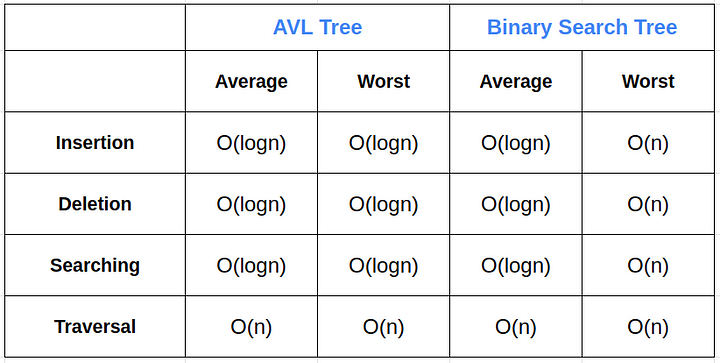 AVL Tree Binary Search Tree
Average Worst Average Worst
Insertion O(logn) O(logn) O(logn) O(n)
Deletion O(logn) O(logn) O(logn) O(n)
Searching O(logn) O(logn) O(logn) O(n)
Traversal O(n) O(n) O(n) O(n)